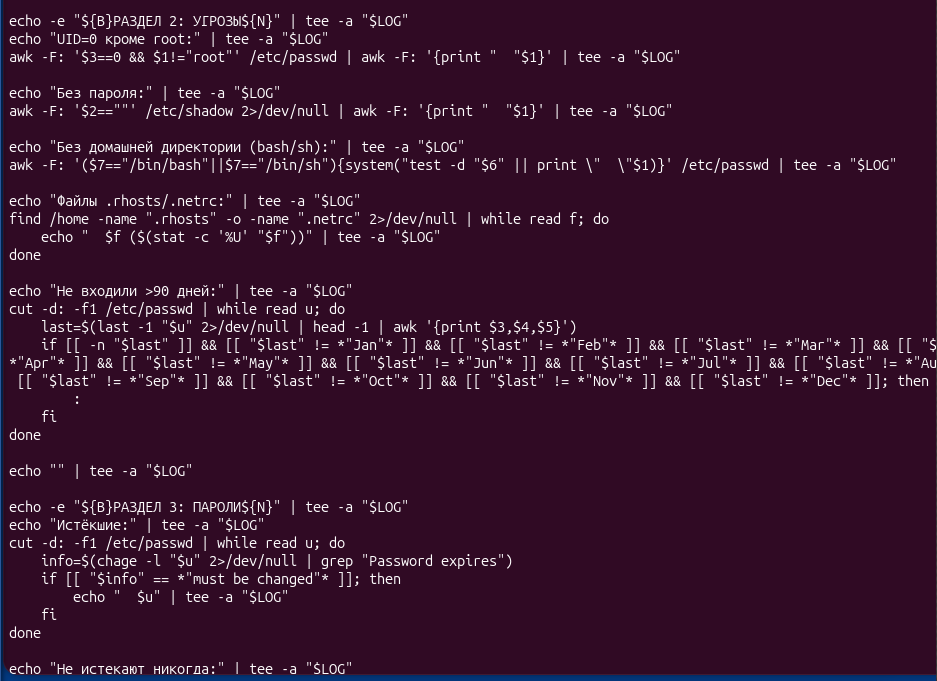 echo -e "${B}РАЗДЕЛ 2: УГРОЗЫ${N}" | tee -a "$LOG"
echo "UID=0 кроме root:" | tee -a "$LOG"
awk -F: '$3==0 && $1!="root"' /etc/passwd | awk -F: '{print "  "$1}' | tee -a "$LOG"
echo "Без пароля:" | tee -a "$LOG"
awk -F: '$2==""' /etc/shadow 2>/dev/null | awk -F: '{print "  "$1}' | tee -a "$LOG"
echo "Без домашней директории (bash/sh):" | tee -a "$LOG"
awk -F: '($7=="/bin/bash"||$7=="/bin/sh"){system("test -d "$6" || print \"  \"$1)}' /etc/passwd | tee -a "$LOG"
echo "Файлы .rhosts/.netrc:" | tee -a "$LOG"
find /home -name ".rhosts" -o -name ".netrc" 2>/dev/null | while read f; do
    echo "  $f ($(stat -c '%U' "$f"))" | tee -a "$LOG"
done
echo "Не входили >90 дней:" | tee -a "$LOG"
cut -d: -f1 /etc/passwd | while read u; do
    last=$(last -1 "$u" 2>/dev/null | head -1 | awk '{print $3,$4,$5}')
    if [[ -n "$last" ]] && [[ "$last" != *"Jan"* ]] && [[ "$last" != *"Feb"* ]] && [[ "$last" != *"Mar"* ]] && [[ "$
*"Apr"* ]] && [[ "$last" != *"May"* ]] && [[ "$last" != *"Jun"* ]] && [[ "$last" != *"Jul"* ]] && [[ "$last" != *"Au
 [[ "$last" != *"Sep"* ]] && [[ "$last" != *"Oct"* ]] && [[ "$last" != *"Nov"* ]] && [[ "$last" != *"Dec"* ]]; then
        :
    fi
done
echo "" | tee -a "$LOG"
echo -e "${B}РАЗДЕЛ 3: ПАРОЛИ${N}" | tee -a "$LOG"
echo "Истёкшие:" | tee -a "$LOG"
cut -d: -f1 /etc/passwd | while read u; do
    info=$(chage -l "$u" 2>/dev/null | grep "Password expires")
    if [[ "$info" == *"must be changed"* ]]; then
        echo "  $u" | tee -a "$LOG"
    fi
done
echo "Не истекают никогда:" | tee -a "$LOG"